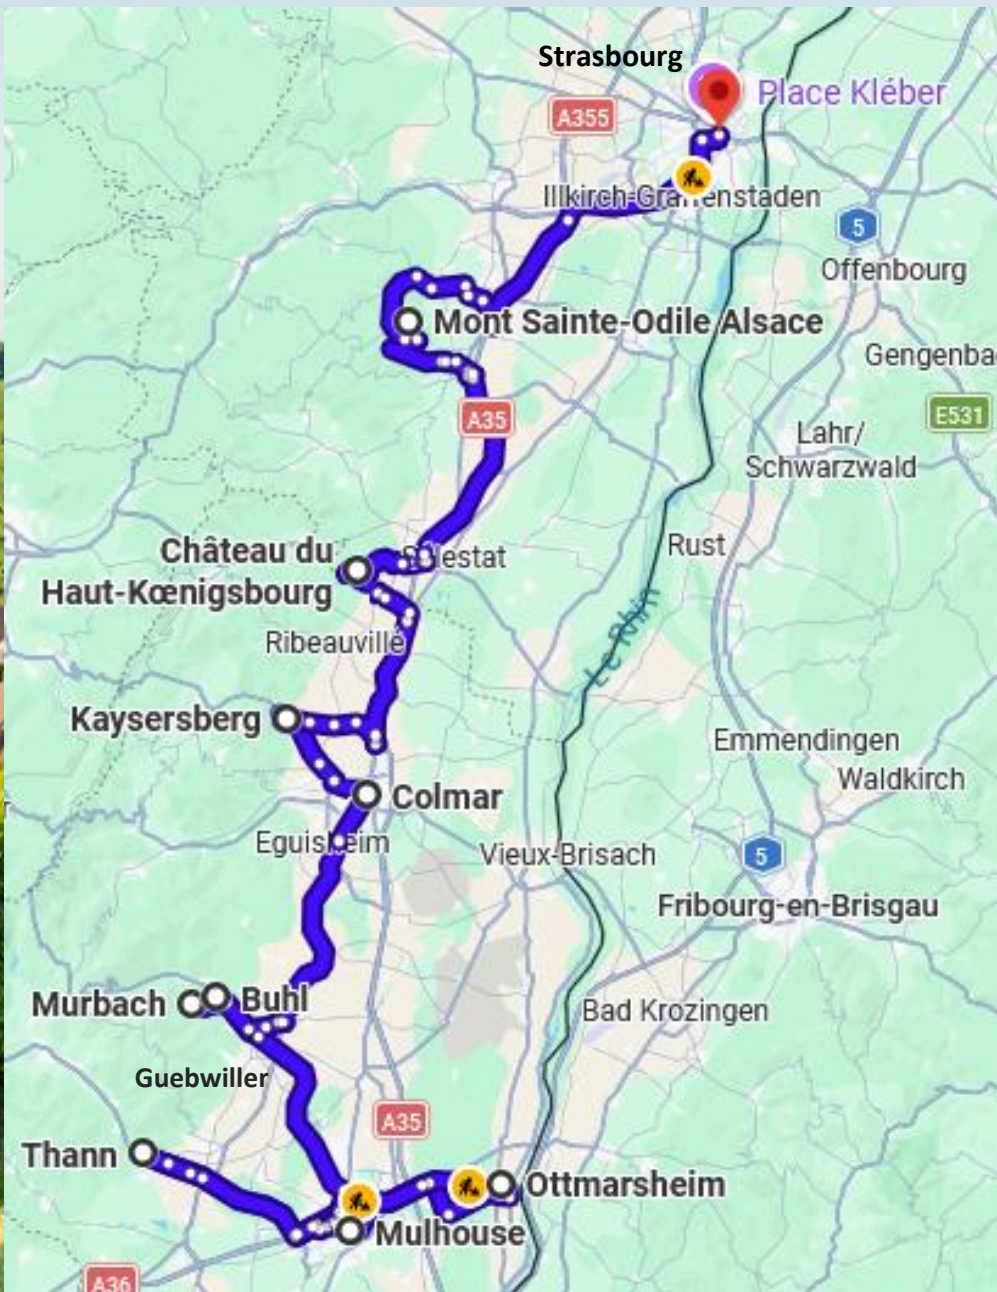 Strasbourg
Place Kléber
A355
Illkirch-Graffenstaden
5
Offenbourg
Mont Sainte-Odile Alsace
Gengenba
A35
E531
Lahr/
Schwarzwald
Château du
Haut-Kœnigsbourg
Sélestat
Rust
Ribeauvillé
Le Rhin
Kaysersberg
Emmendingen
Waldkirch
Colmar
Eguisheim
Vieux-Brisach
5
Fribourg-en-Brisgau
Murbach
Buhl
Bad Krozingen
Guebwiller
A35
Thann
Ottmarsheim
Mulhouse
A36